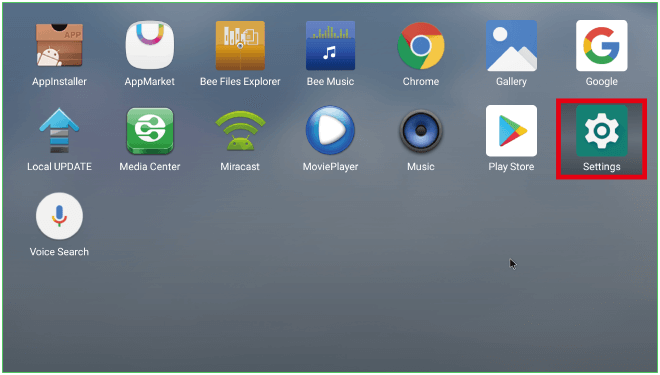 APP
AppInstaller
AppMarket
Bee Files Explorer
Bee Music
Chrome
Gallery
Google
Local UPDATE
Media Center
Miracast
MoviePlayer
Music
Play Store
Settings
Voice Search